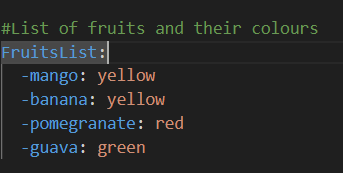 #List of fruits and their colours
FruitsList:
  -mango: yellow
  -banana: yellow
  -pomegranate: red
  -guava: green